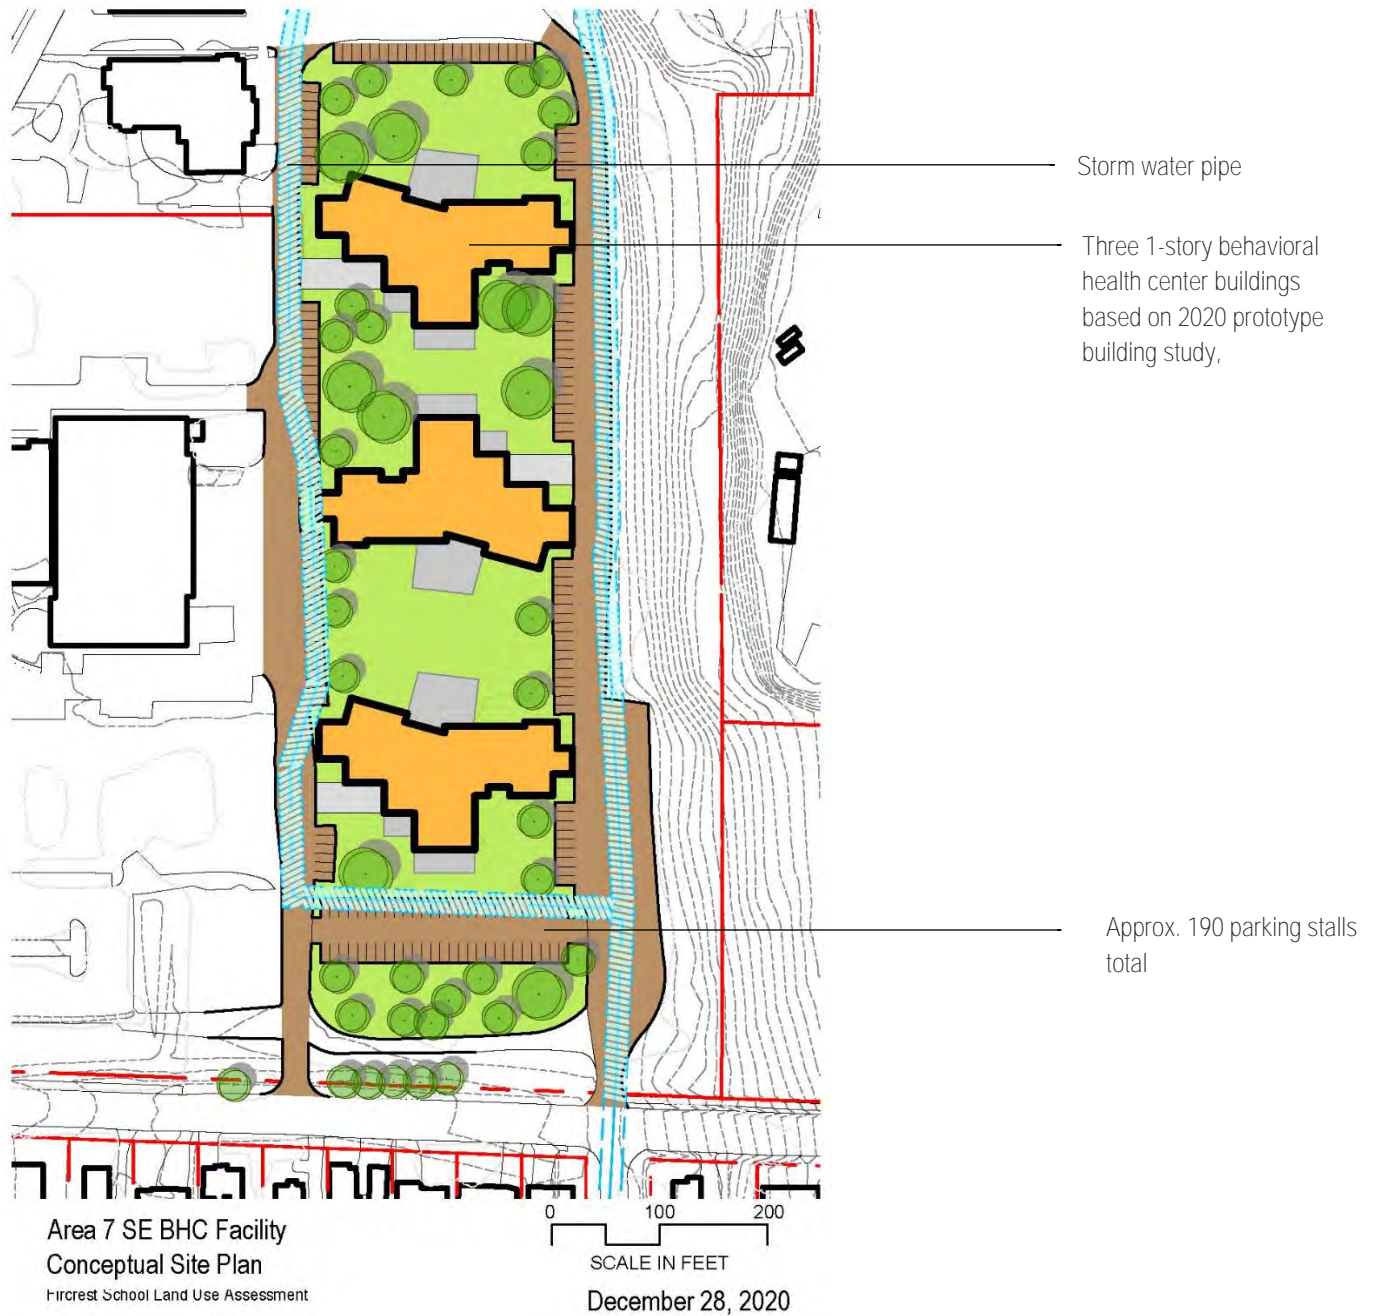 Storm water pipe
Three 1-story behavioral
health center buildings
based on 2020 prototype
building study,
Approx. 190 parking stalls
total
Area 7 SE BHC Facility
Conceptual Site Plan
Fircrest School Land Use Assessment
0 100 200
SCALE IN FEET
December 28, 2020